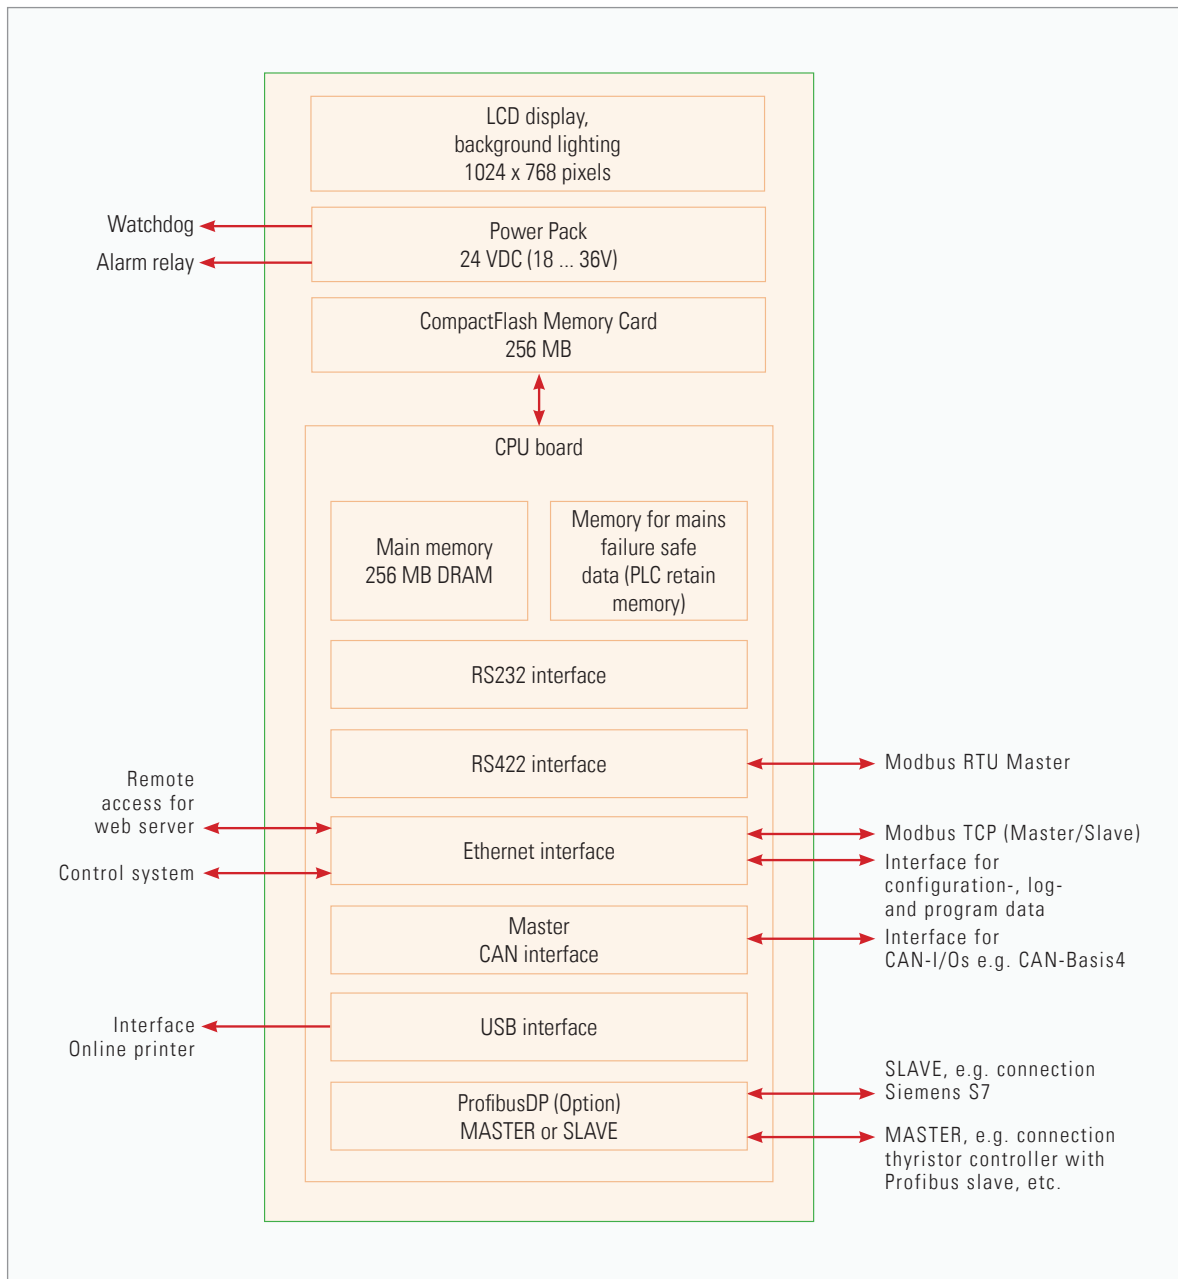 LCD display,
background lighting
1024 x 768 pixels
Watchdog
Alarm relay
Power Pack
24 VDC (18 ... 36V)
CompactFlash Memory Card
256 MB
CPU board
Main memory
256 MB DRAM
Memory for mains
failure safe
data (PLC retain
memory)
RS232 interface
RS422 interface
Modbus RTU Master
Remote
access for
web server
Control system
Ethernet interface
Modbus TCP (Master/Slave)
Interface for
configuration-, log-
and program data
Master
CAN interface
Interface for
CAN-I/Os e.g. CAN-Basis4
Interface
Online printer
USB interface
ProfibusDP (Option)
MASTER or SLAVE
SLAVE, e.g. connection
Siemens S7
MASTER, e.g. connection
thyristor controller with
Profibus slave, etc.